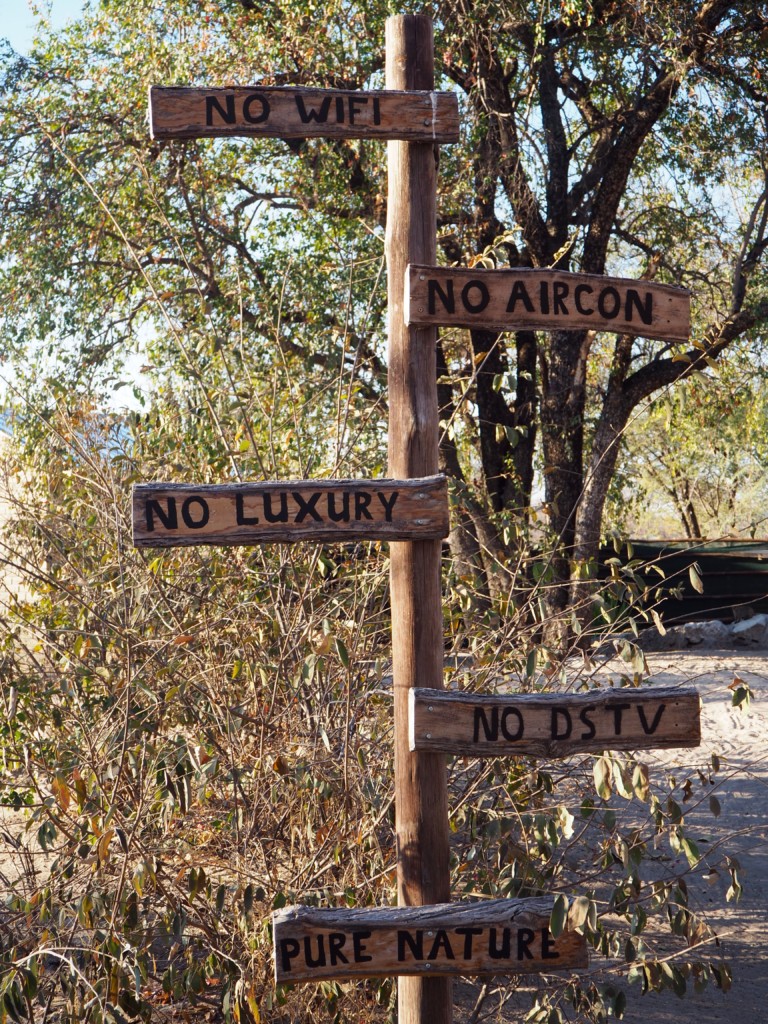 NO WIFI
NO AIRCON
NO LUXURY
NO DSTV
PURE NATURE